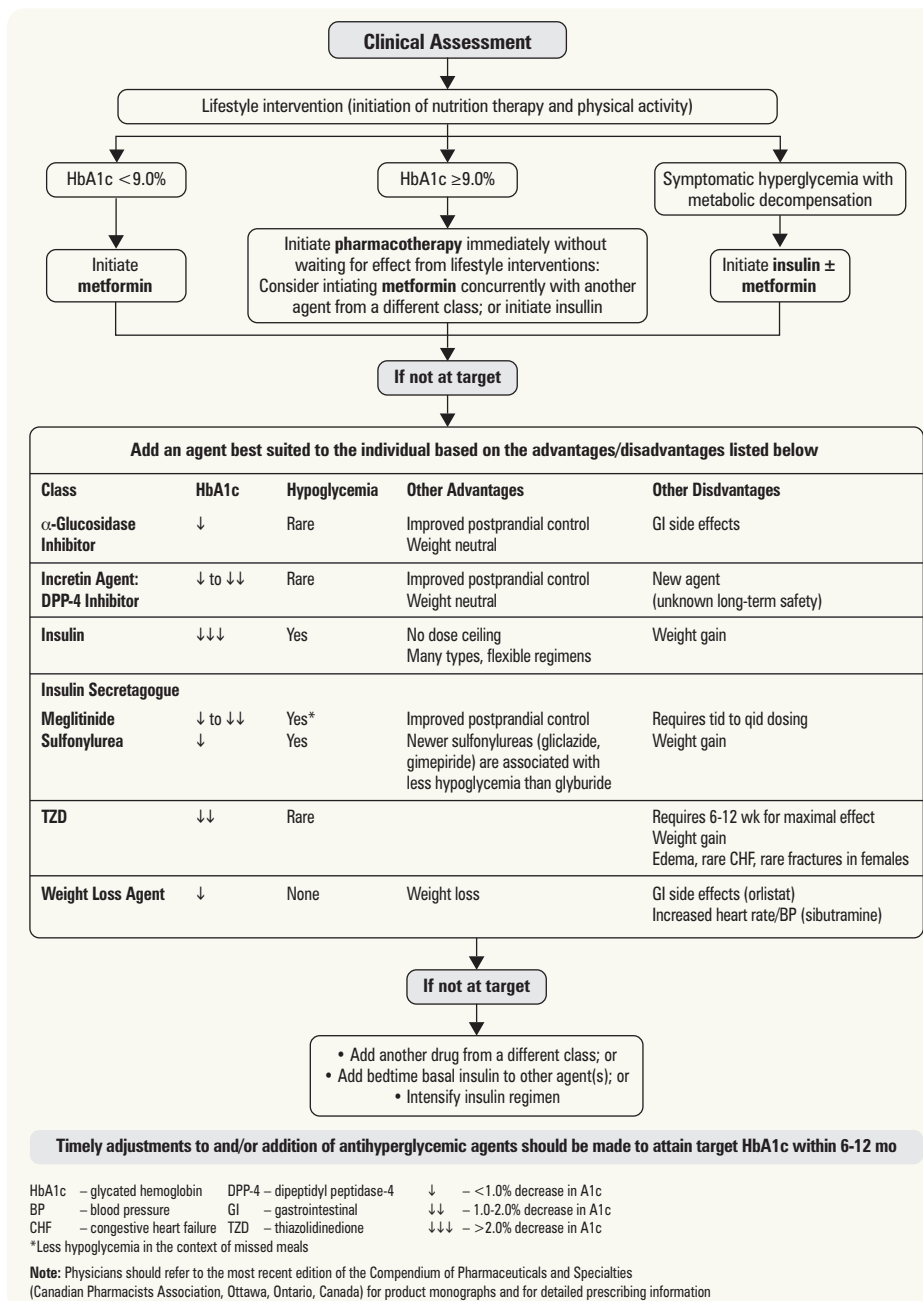 Clinical Assessment
Lifestyle intervention (initiation of nutrition therapy and physical activity)
HbA1c <9.0%
HbA1c ≥9.0%
Symptomatic hyperglycemia with
metabolic decompensation
Initiate
metformin
Initiate pharmacotherapy immediately without
waiting for effect from lifestyle interventions:
Consider intiating metformin concurrently with another
agent from a different class; or initiate insullin
Initiate insulin ±
metformin
If not at target
Add an agent best suited to the individual based on the advantages/disadvantages listed below
Class HbA1c Hypoglycemia Other Advantages Other Disdvantages
α-Glucosidase ↓ Rare Improved postprandial control GI side effects
Inhibitor Weight neutral
Incretin Agent: ↓ to ↓↓ Rare Improved postprandial control New agent
DPP-4 Inhibitor Weight neutral (unknown long-term safety)
Insulin ↓↓↓ Yes No dose ceiling Weight gain
Many types, flexible regimens
Insulin Secretagogue
Meglitinide ↓ to ↓↓ Yes* Improved postprandial control Requires tid to qid dosing
Sulfonylurea ↓ Yes Newer sulfonylureas (gliclazide, Weight gain
gimepiride) are associated with
less hypoglycemia than glyburide
TZD ↓↓ Rare Requires 6-12 wk for maximal effect
Weight gain
Edema, rare CHF, rare fractures in females
Weight Loss Agent ↓ None Weight loss GI side effects (orlistat)
Increased heart rate/BP (sibutramine)
If not at target
• Add another drug from a different class; or
• Add bedtime basal insulin to other agent(s); or
• Intensify insulin regimen
Timely adjustments to and/or addition of antihyperglycemic agents should be made to attain target HbA1c within 6-12 mo
HbA1c – glycated hemoglobin DPP-4 – dipeptidyl peptidase-4 ↓ – <1.0% decrease in A1c
BP – blood pressure GI – gastrointestinal ↓↓ – 1.0-2.0% decrease in A1c
CHF – congestive heart failure TZD – thiazolidinedione ↓↓↓ – >2.0% decrease in A1c
*Less hypoglycemia in the context of missed meals
Note: Physicians should refer to the most recent edition of the Compendium of Pharmaceuticals and Specialties
(Canadian Pharmacists Association, Ottawa, Ontario, Canada) for product monographs and for detailed prescribing information